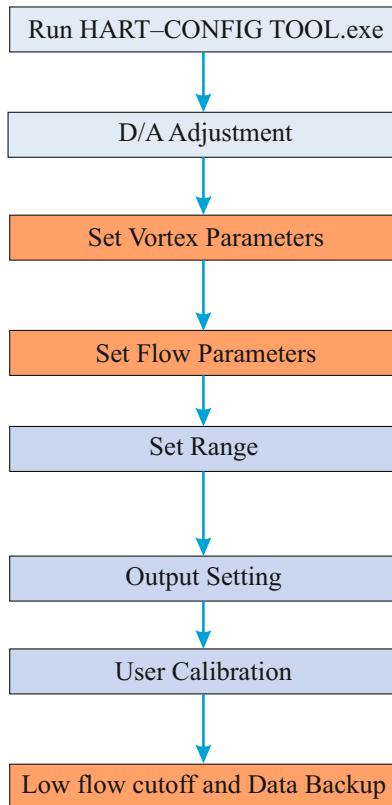 Run HART–CONFIG TOOL.exe
D/A Adjustment
Set Vortex Parameters
Set Flow Parameters
Set Range
Output Setting
User Calibration
Low flow cutoff and Data Backup